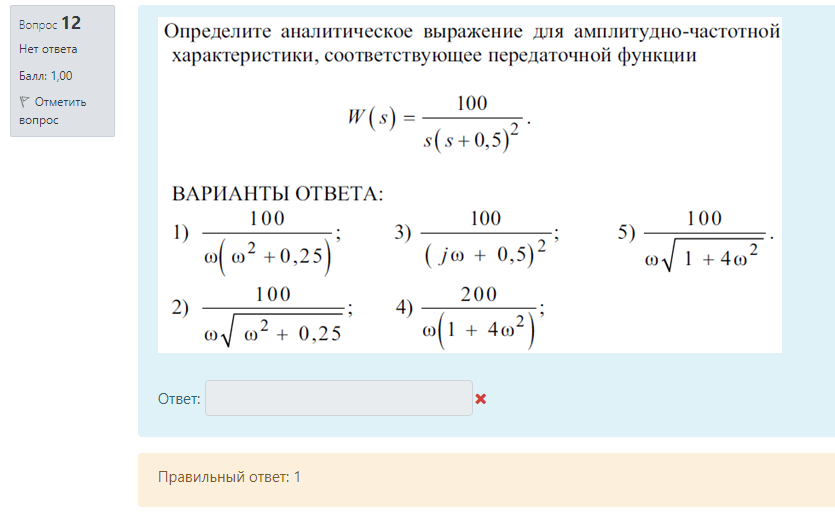 Вопрос 12
Нет ответа
Балл: 1,00
Отметить
вопрос
Определите аналитическое выражение для амплитудно-частотной
характеристики, соответствующее передаточной функции
W(s) = 100 / (s(s+0,5)^2).
ВАРИАНТЫ ОТВЕТА:
1) 100 / (ω(ω^2 + 0,25));
3) 100 / (jω + 0,5)^2;
5) 100 / (ω√(1 + 4ω^2)).
2) 100 / (ω√(ω^2 + 0,25));
4) 200 / (ω(1 + 4ω^2));
Ответ:
Правильный ответ: 1